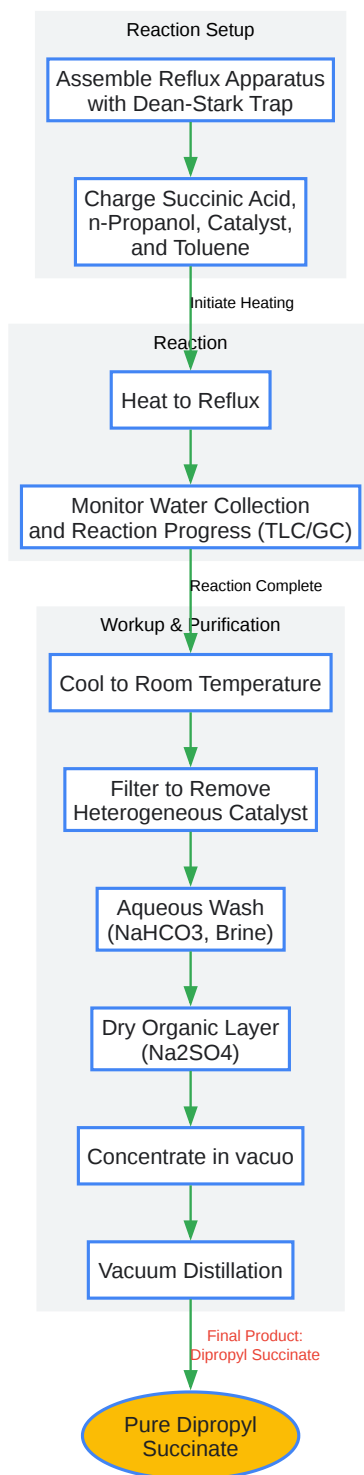 Reaction Setup
Assemble Reflux Apparatus
with Dean-Stark Trap
Charge Succinic Acid,
n-Propanol, Catalyst,
and Toluene
Initiate Heating
Reaction
Heat to Reflux
Monitor Water Collection
and Reaction Progress (TLC/GC)
Reaction Complete
Workup & Purification
Cool to Room Temperature
Filter to Remove
Heterogeneous Catalyst
Aqueous Wash
(NaHCO3, Brine)
Dry Organic Layer
(Na2SO4)
Concentrate in vacuo
Vacuum Distillation
Final Product:
Dipropyl Succinate
Pure Dipropyl
Succinate